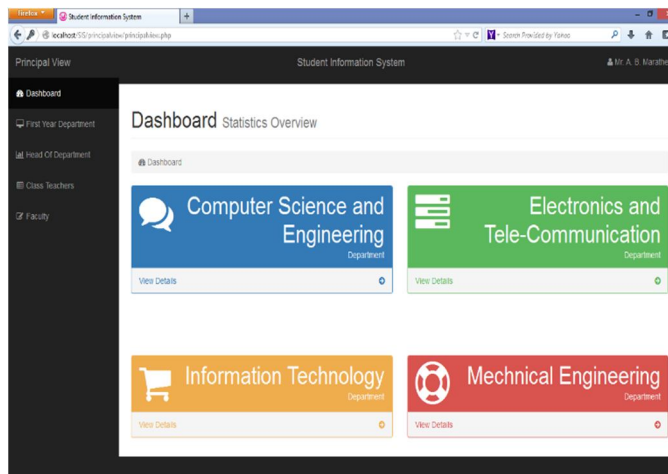 Firefox
Student Information System
localhost/SIS/principalview/principalview.php
Search Provided by Yahoo
Principal View
Student Information System
Mr. A. B. Marathe
Dashboard
First Year Department
Head Of Department
Class Teachers
Faculty
Dashboard Statistics Overview
Dashboard
Computer Science and
Engineering
Department
View Details
Electronics and
Tele-Communication
Department
View Details
Information Technology
Department
View Details
Mechnical Engineering
Department
View Details